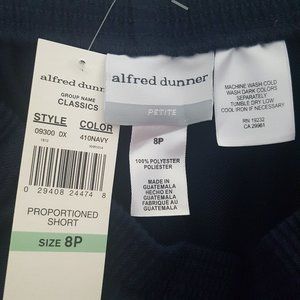 alfred dunner
GROUP NAME
CLASSICS
STYLE COLOR
09300 DX 410NAVY
0 29408 24474 8
PROPORTIONED
SHORT
SIZE 8P
alfred dunner
PETITE
8P
100% POLYESTER
POLIESTER
MADE IN
GUATEMALA
HECHO EN
GUATEMALA
FABRIQUE AU
GUATEMALA
MACHINE WASH COLD
WASH DARK COLORS
SEPARATELY
TUMBLE DRY LOW
COOL IRON IF NECESSARY
RN 19232
CA 29961